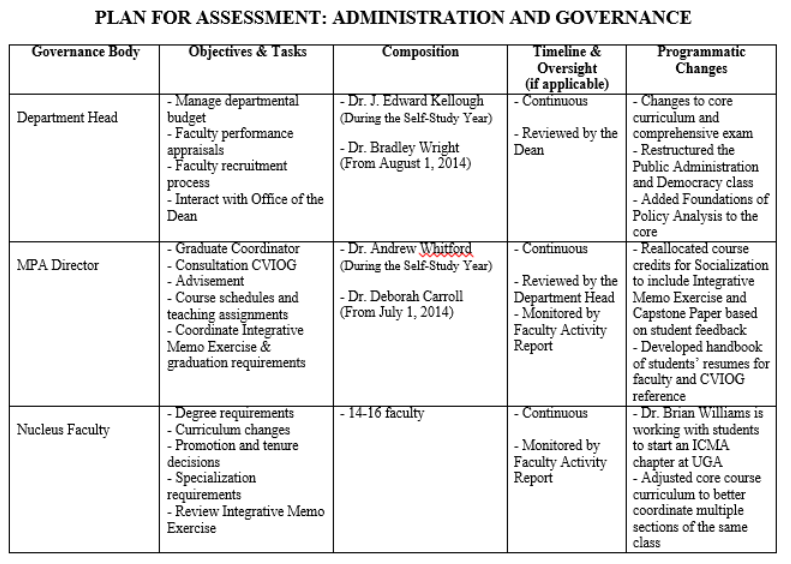 PLAN FOR ASSESSMENT: ADMINISTRATION AND GOVERNANCE
Governance Body
Objectives & Tasks
Composition
Timeline &
Oversight
(if applicable)
Programmatic
Changes
Department Head
- Manage departmental
budget
- Faculty performance
appraisals
- Faculty recruitment
process
- Interact with Office of the
Dean
- Dr. J. Edward Kellough
(During the Self-Study Year)
- Dr. Bradley Wright
(From August 1, 2014)
- Continuous
- Reviewed by the
Dean
- Changes to core
curriculum and
comprehensive exam
- Restructured the
Public Administration
and Democracy class
- Added Foundations of
Policy Analysis to the
core
MPA Director
- Graduate Coordinator
- Consultation CVIOG
- Advisement
- Course schedules and
teaching assignments
- Coordinate Integrative
Memo Exercise &
graduation requirements
- Dr. Andrew Whitford
(During the Self-Study Year)
- Dr. Deborah Carroll
(From July 1, 2014)
- Continuous
- Reviewed by the
Department Head
- Monitored by
Faculty Activity
Report
- Reallocated course
credits for Socialization
to include Integrative
Memo Exercise and
Capstone Paper based
on student feedback
- Developed handbook
of students' resumes for
faculty and CVIOG
reference
Nucleus Faculty
- Degree requirements
- Curriculum changes
- Promotion and tenure
decisions
- Specialization
requirements
- Review Integrative Memo
Exercise
- 14-16 faculty
- Continuous
- Monitored by
Faculty Activity
Report
- Dr. Brian Williams is
working with students
to start an ICMA
chapter at UGA
- Adjusted core course
curriculum to better
coordinate multiple
sections of the same
class